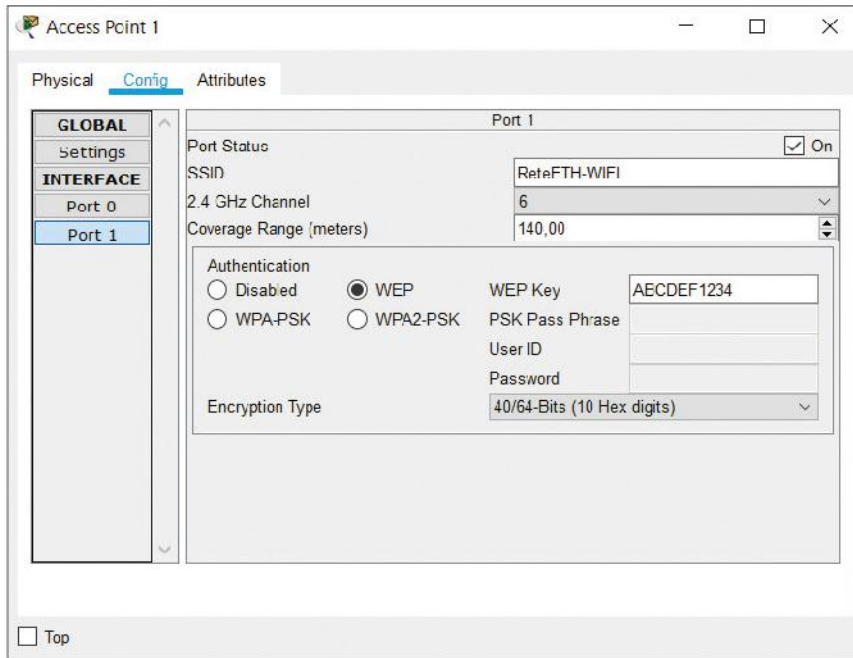 Access Point 1
Physical Config Attributes
GLOBAL
Settings
INTERFACE
Port 0
Port 1
Port 1
Port Status On
SSID ReteETH-WIFI
2.4 GHz Channel 6
Coverage Range (meters) 140,00
Authentication
Disabled WEP WEP Key AECDEF1234
WPA-PSK WPA2-PSK PSK Pass Phrase
User ID
Password
Encryption Type 40/64-Bits (10 Hex digits)
Top